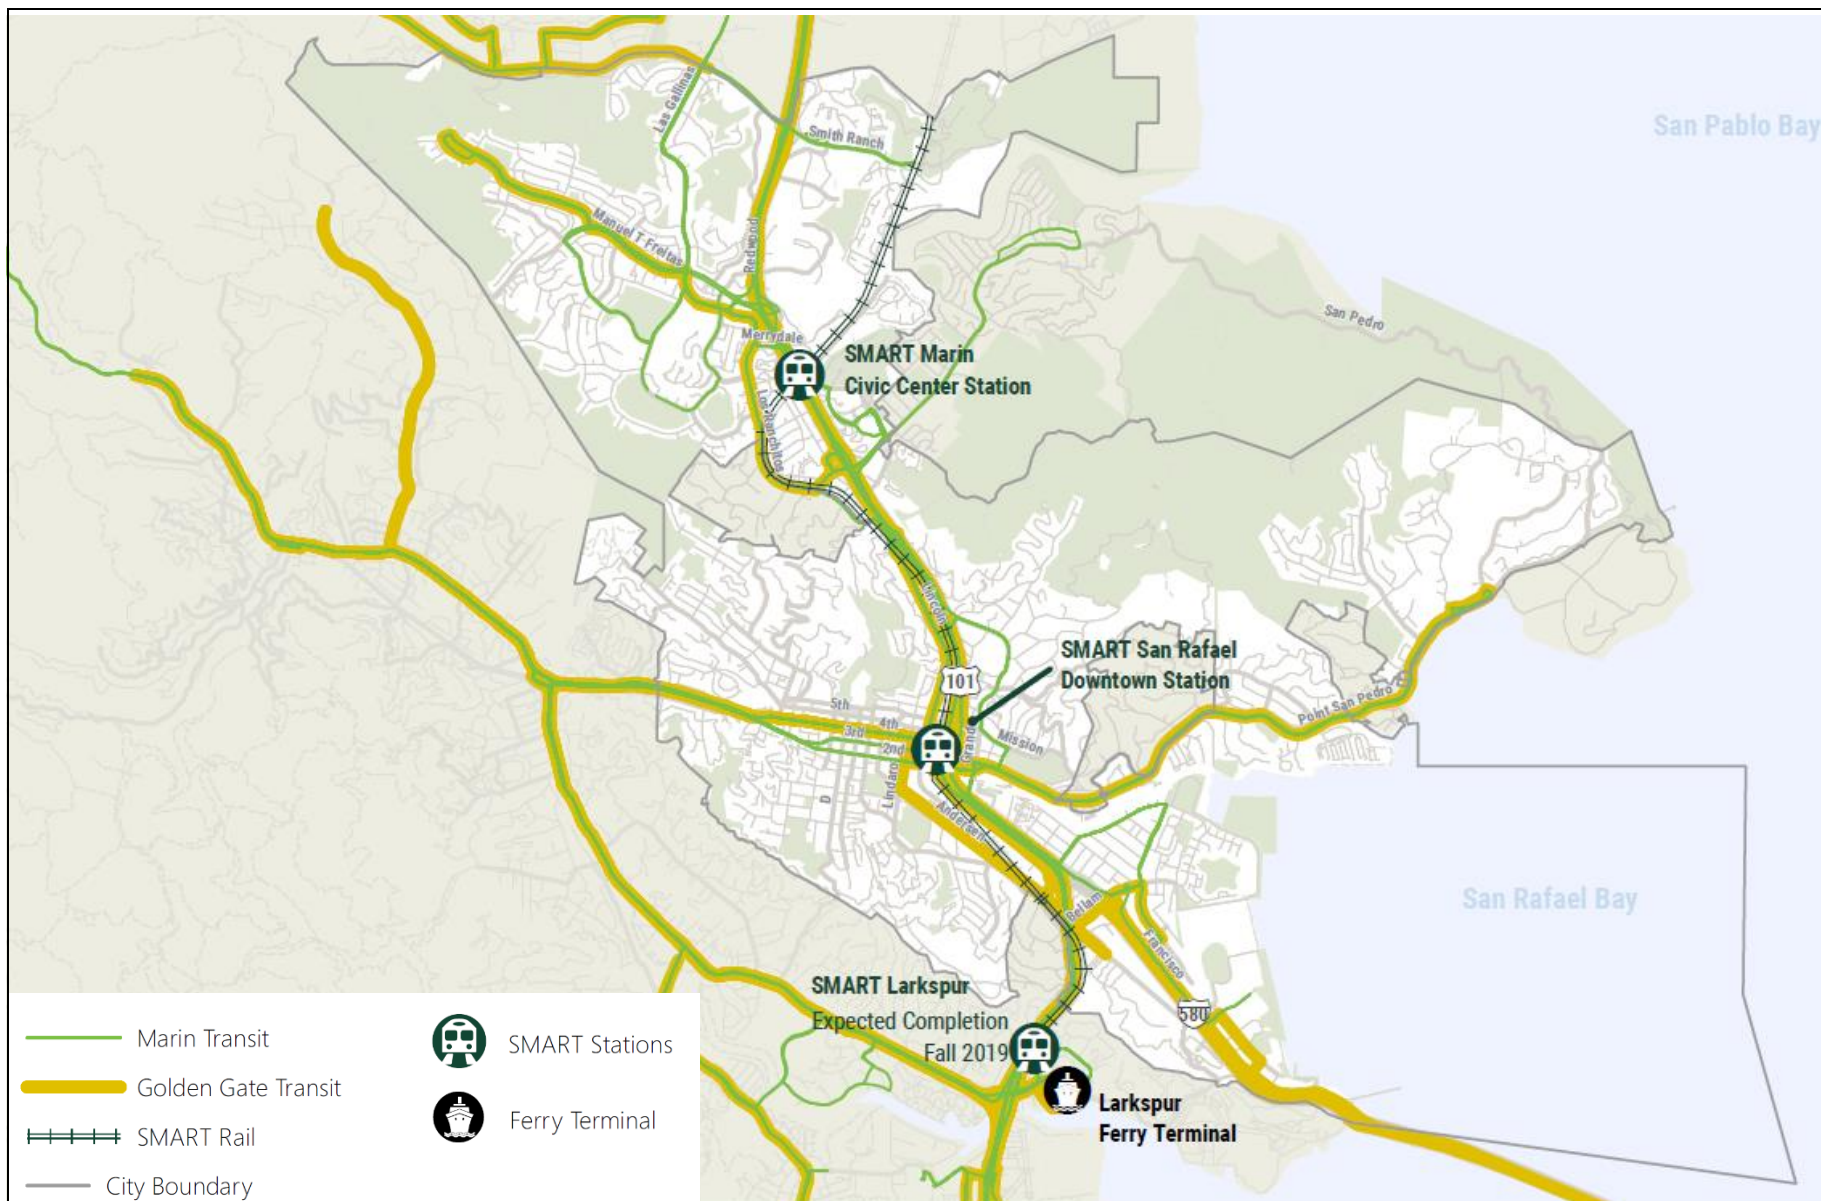 San Pablo Bay
Las Gallinas
Smith Ranch
Manuel T Freitas
Redwood
San Pedro
Merrydale
SMART Marin
Civic Center Station
Los Ranchitos
Lincoln
SMART San Rafael
Downtown Station
101
5th
4th
3rd
2nd
Grand
Mission
Point San Pedro
Lindaro
D
Andersen
Bellam
San Rafael Bay
Francisco
580
SMART Larkspur
Expected Completion
Fall 2019
Larkspur
Ferry Terminal
Marin Transit
Golden Gate Transit
SMART Rail
City Boundary
SMART Stations
Ferry Terminal